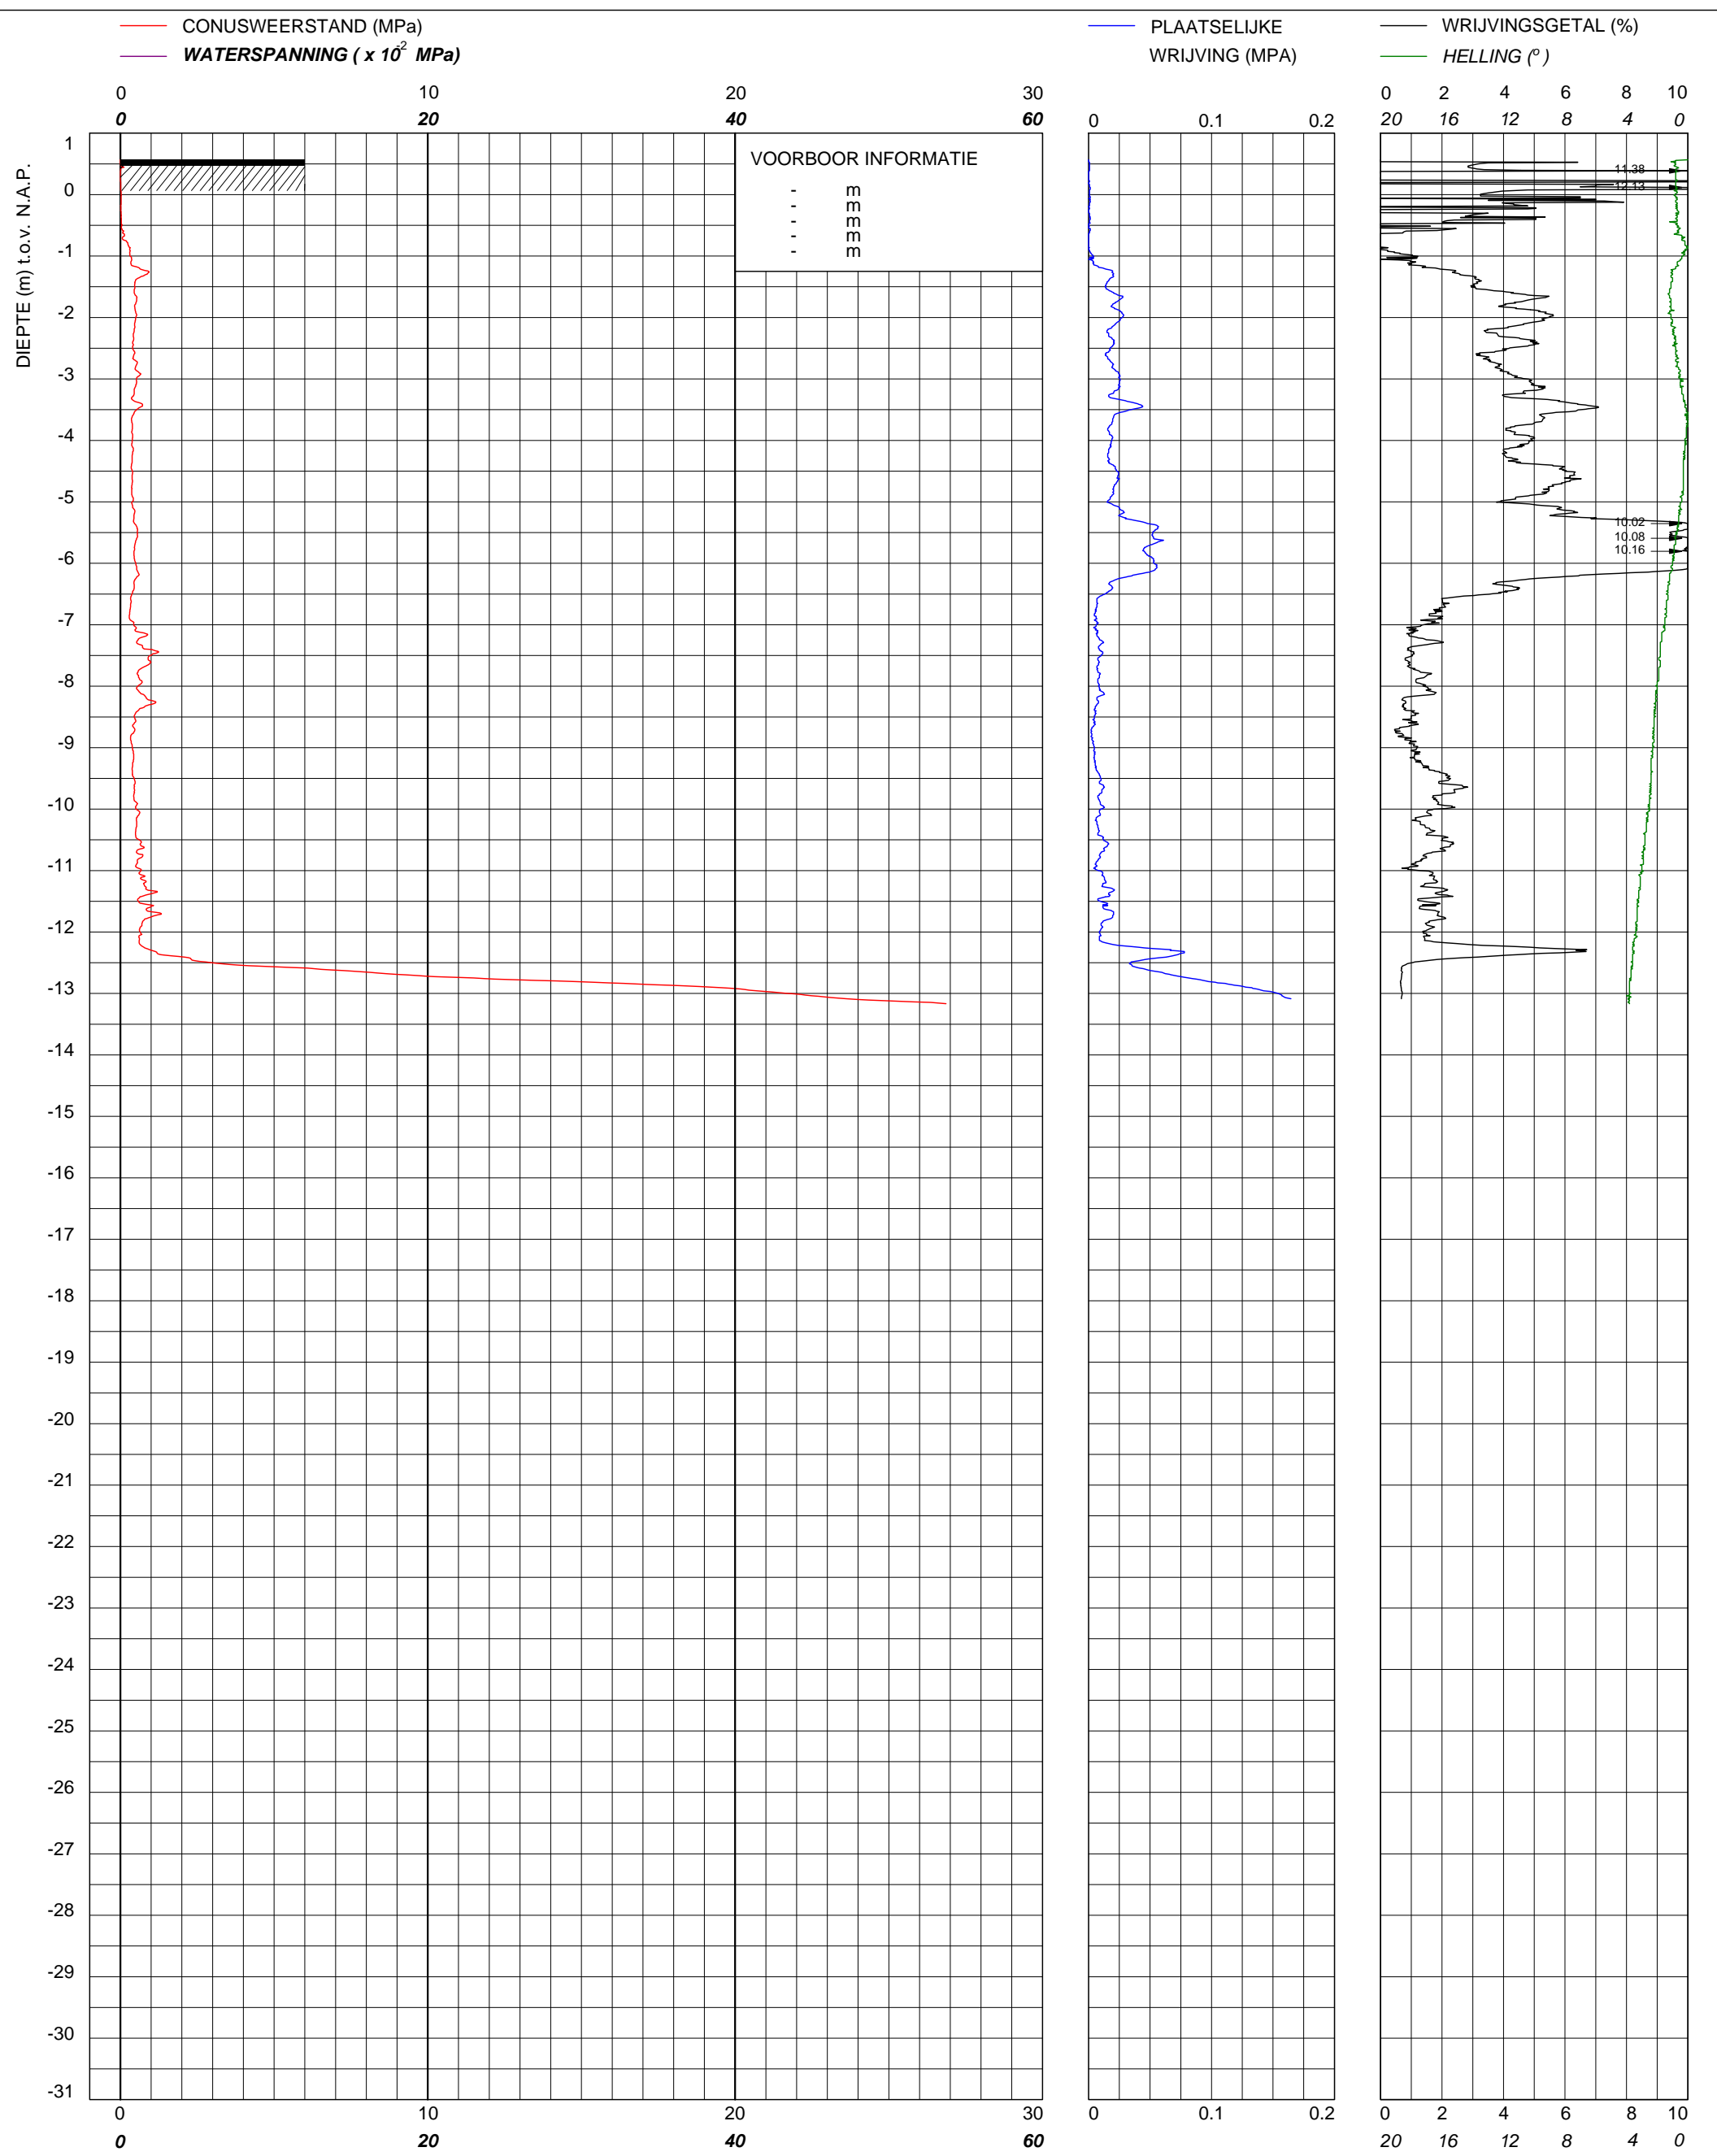 CONUSWEERSTAND (MPa)
WATERSPANNING ( x 10-2 MPa)
PLAATSELIJKE
WRIJVING (MPA)
WRIJVINGSGETAL (%)
HELLING (º )
0 10 20 30
0 20 40 60
0 0.1 0.2
0 2 4 6 8 10
20 16 12 8 4 0
DIEPTE (m) t.o.v. N.A.P.
VOORBOOR INFORMATIE
- m
- m
- m
- m
- m
11.38
12.13
10.02
10.08
10.16
1
0
-1
-2
-3
-4
-5
-6
-7
-8
-9
-10
-11
-12
-13
-14
-15
-16
-17
-18
-19
-20
-21
-22
-23
-24
-25
-26
-27
-28
-29
-30
-31
0 10 20 30
0 20 40 60
0 0.1 0.2
0 2 4 6 8 10
20 16 12 8 4 0